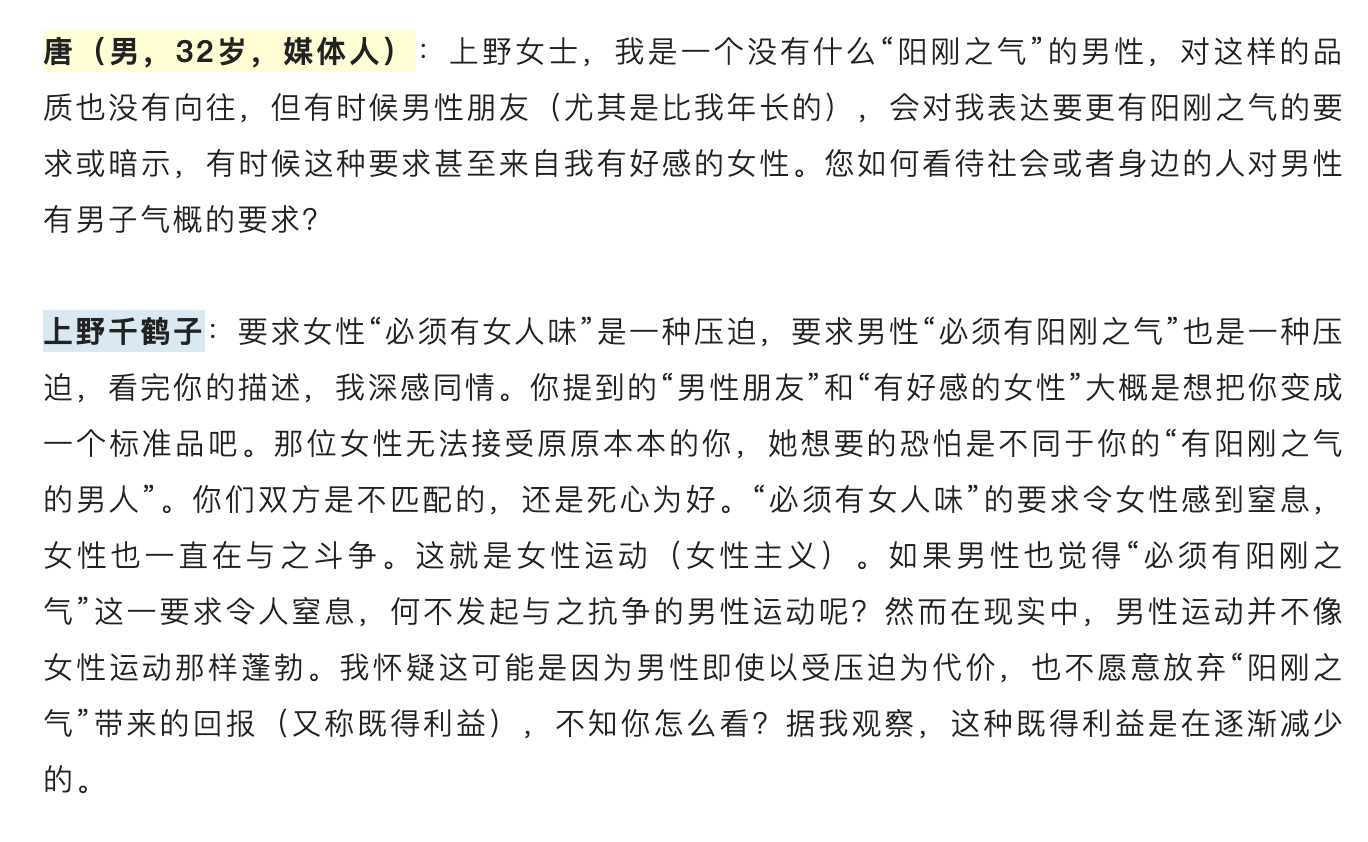 唐（男，32岁，媒体人）：上野女士，我是一个没有什么“阳刚之气”的男性，对这样的品
质也没有向往，但有时候男性朋友（尤其是比我年长的），会对我表达要更有阳刚之气的要
求或暗示，有时候这种要求甚至来自我有好感的女性。您如何看待社会或者身边的人对男性
有男子气概的要求？
上野千鹤子：要求女性“必须有女人味”是一种压迫，要求男性“必须有阳刚之气”也是一种压
迫，看完你的描述，我深感同情。你提到的“男性朋友”和“有好感的女性”大概是想把你变成
一个标准品吧。那位女性无法接受原原本本的你，她想要的恐怕是不同于你的“有阳刚之气
的男人”。你们双方是不匹配的，还是死心为好。“必须有女人味”的要求令女性感到窒息，
女性也一直在与之斗争。这就是女性运动（女性主义）。如果男性也觉得“必须有阳刚之
气”这一要求令人窒息，何不发起与之抗争的男性运动呢？然而在现实中，男性运动并不像
女性运动那样蓬勃。我怀疑这可能是因为男性即使以受压迫为代价，也不愿意放弃“阳刚之
气”带来的回报（又称既得利益），不知你怎么看？据我观察，这种既得利益是在逐渐减少
的。